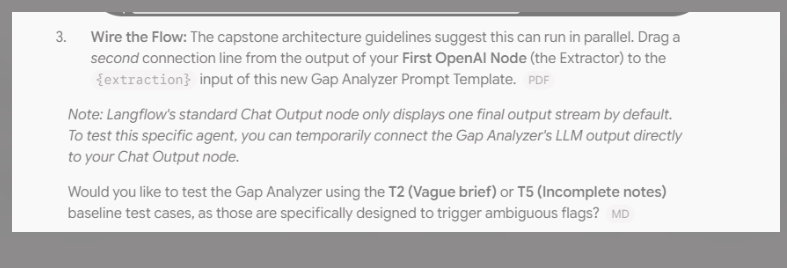 3. Wire the Flow: The capstone architecture guidelines suggest this can run in parallel. Drag a
second connection line from the output of your First OpenAI Node (the Extractor) to the
{extraction} input of this new Gap Analyzer Prompt Template. PDF
Note: Langflow's standard Chat Output node only displays one final output stream by default.
To test this specific agent, you can temporarily connect the Gap Analyzer's LLM output directly
to your Chat Output node.
Would you like to test the Gap Analyzer using the T2 (Vague brief) or T5 (Incomplete notes)
baseline test cases, as those are specifically designed to trigger ambiguous flags? MD